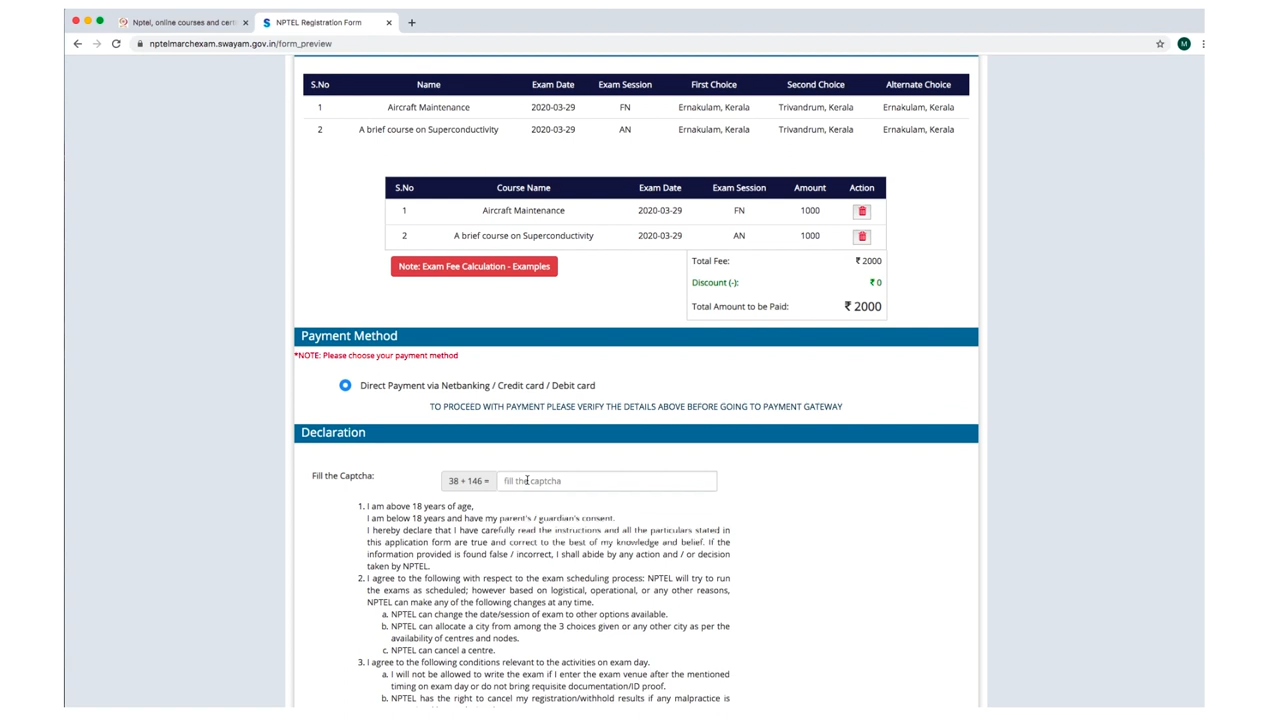 Nptel, online courses and certi
NPTEL Registration Form
nptelmarchexam.swayam.gov.in/form_preview
M
S.No Name Exam Date Exam Session First Choice Second Choice Alternate Choice
1 Aircraft Maintenance 2020-03-29 FN Ernakulam, Kerala Trivandrum, Kerala Ernakulam, Kerala
2 A brief course on Superconductivity 2020-03-29 AN Ernakulam, Kerala Trivandrum, Kerala Ernakulam, Kerala
S.No Course Name Exam Date Exam Session Amount Action
1 Aircraft Maintenance 2020-03-29 FN 1000
2 A brief course on Superconductivity 2020-03-29 AN 1000
Note: Exam Fee Calculation - Examples
Total Fee: ₹ 2000
Discount (-): ₹ 0
Total Amount to be Paid: ₹ 2000
Payment Method
*NOTE: Please choose your payment method
Direct Payment via Netbanking / Credit card / Debit card
TO PROCEED WITH PAYMENT PLEASE VERIFY THE DETAILS ABOVE BEFORE GOING TO PAYMENT GATEWAY
Declaration
Fill the Captcha: 38 + 146 = fill the captcha
1. I am above 18 years of age,
I am below 18 years and have my parent's / guardian's consent.
I hereby declare that I have carefully read the instructions and all the particulars stated in
this application form are true and correct to the best of my knowledge and belief. If the
information provided is found false / incorrect, I shall abide by any action and / or decision
taken by NPTEL.
2. I agree to the following with respect to the exam scheduling process: NPTEL will try to run
the exams as scheduled; however based on logistical, operational, or any other reasons,
NPTEL can make any of the following changes at any time.
a. NPTEL can change the date/session of exam to other options available.
b. NPTEL can allocate a city from among the 3 choices given or any other city as per the
availability of centres and nodes.
c. NPTEL can cancel a centre.
3. I agree to the following conditions relevant to the activities on exam day.
a. I will not be allowed to write the exam if I enter the exam venue after the mentioned
timing on exam day or do not bring requisite documentation/ID proof.
b. NPTEL has the right to cancel my registration/withhold results if any malpractice is